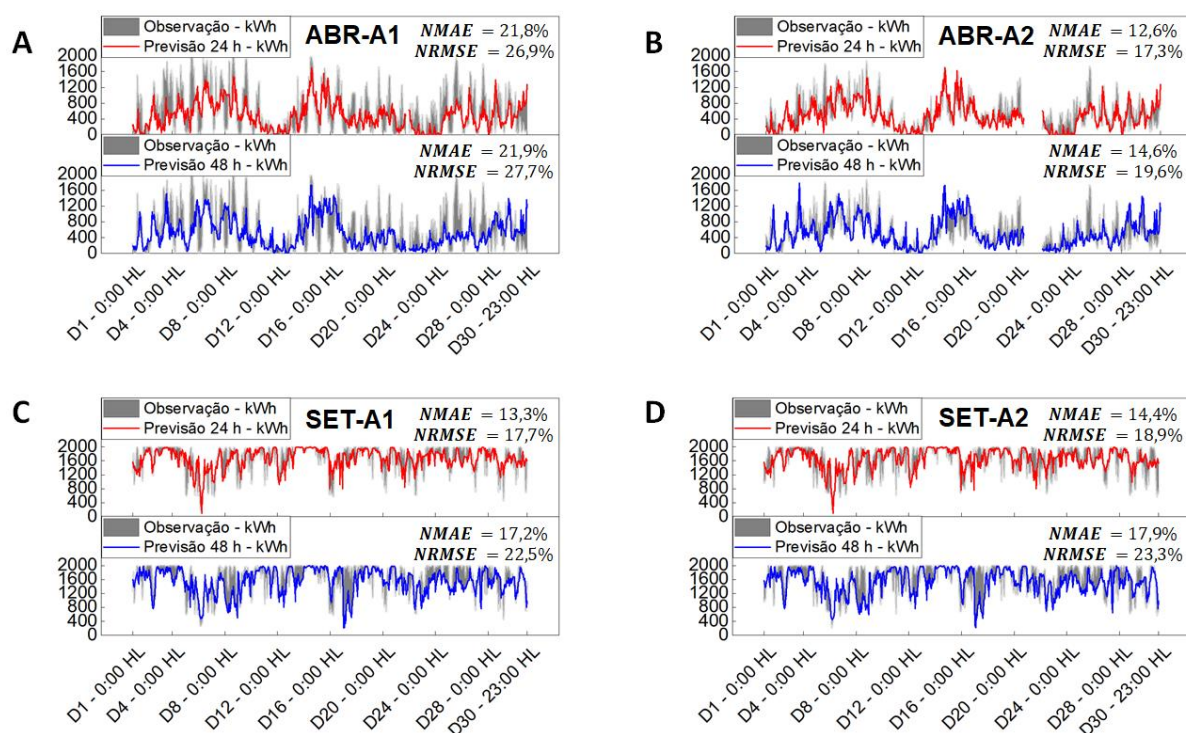 A
Observação - kWh
Previsão 24 h - kWh
ABR-A1
NMAE = 21,8%
NRMSE = 26,9%
2000
1600
1200
800
400
0
Observação - kWh
Previsão 48 h - kWh
NMAE = 21,9%
NRMSE = 27,7%
2000
1600
1200
800
400
0
D1 - 0:00 HL
D4 - 0:00 HL
D8 - 0:00 HL
D12 - 0:00 HL
D16 - 0:00 HL
D20 - 0:00 HL
D24 - 0:00 HL
D28 - 0:00 HL
D30 - 23:00 HL
B
Observação - kWh
Previsão 24 h - kWh
ABR-A2
NMAE = 12,6%
NRMSE = 17,3%
2000
1600
1200
800
400
0
Observação - kWh
Previsão 48 h - kWh
NMAE = 14,6%
NRMSE = 19,6%
2000
1600
1200
800
400
0
D1 - 0:00 HL
D4 - 0:00 HL
D8 - 0:00 HL
D12 - 0:00 HL
D16 - 0:00 HL
D20 - 0:00 HL
D24 - 0:00 HL
D28 - 0:00 HL
D30 - 23:00 HL
C
Observação - kWh
Previsão 24 h - kWh
SET-A1
NMAE = 13,3%
NRMSE = 17,7%
2000
1600
1200
800
400
0
Observação - kWh
Previsão 48 h - kWh
NMAE = 17,2%
NRMSE = 22,5%
2000
1600
1200
800
400
0
D1 - 0:00 HL
D4 - 0:00 HL
D8 - 0:00 HL
D12 - 0:00 HL
D16 - 0:00 HL
D20 - 0:00 HL
D24 - 0:00 HL
D28 - 0:00 HL
D30 - 23:00 HL
D
Observação - kWh
Previsão 24 h - kWh
SET-A2
NMAE = 14,4%
NRMSE = 18,9%
2000
1600
1200
800
400
0
Observação - kWh
Previsão 48 h - kWh
NMAE = 17,9%
NRMSE = 23,3%
2000
1600
1200
800
400
0
D1 - 0:00 HL
D4 - 0:00 HL
D8 - 0:00 HL
D12 - 0:00 HL
D16 - 0:00 HL
D20 - 0:00 HL
D24 - 0:00 HL
D28 - 0:00 HL
D30 - 23:00 HL